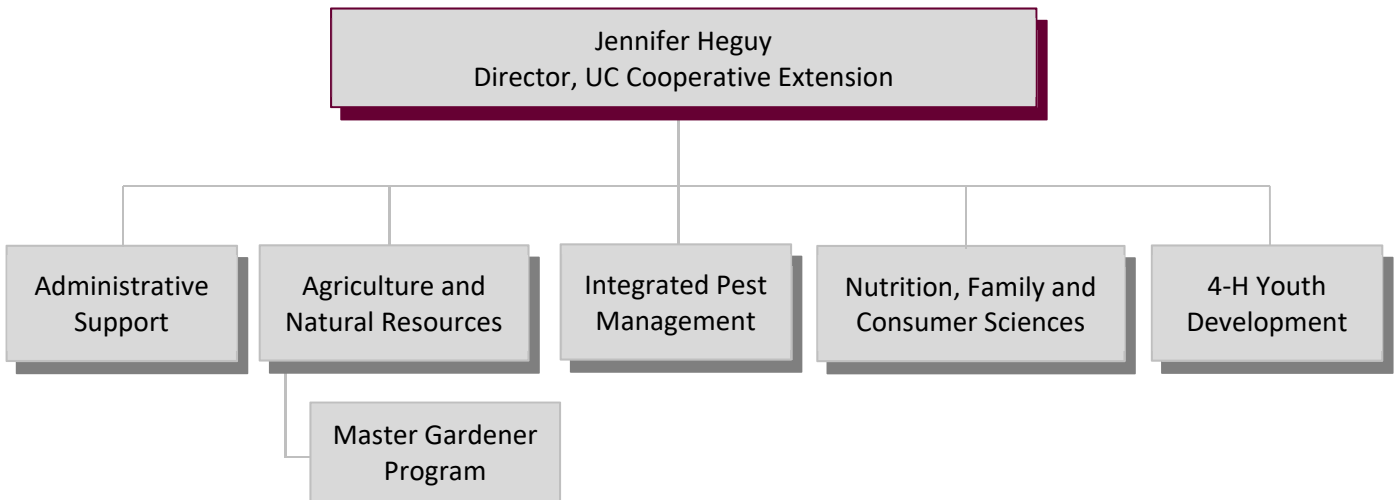 Jennifer Heguy
Director, UC Cooperative Extension
Administrative
Support
Agriculture and
Natural Resources
Integrated Pest
Management
Nutrition, Family and
Consumer Sciences
4-H Youth
Development
Master Gardener
Program